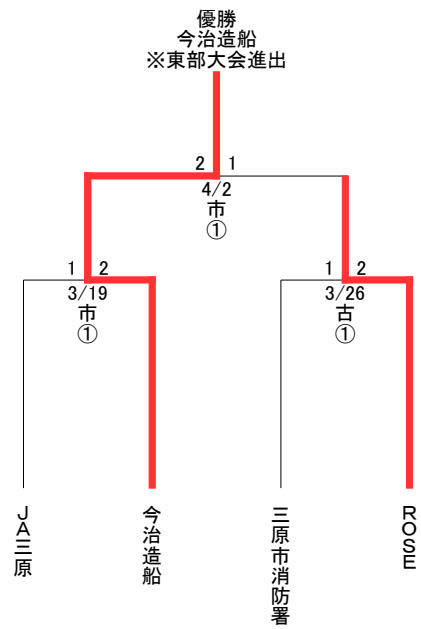 優勝
今治造船
※東部大会進出
2 1
4/2
市
①
1 2
3/19
市
①
1 2
3/26
古
①
JA三原
今治造船
三原市消防署
ROSE